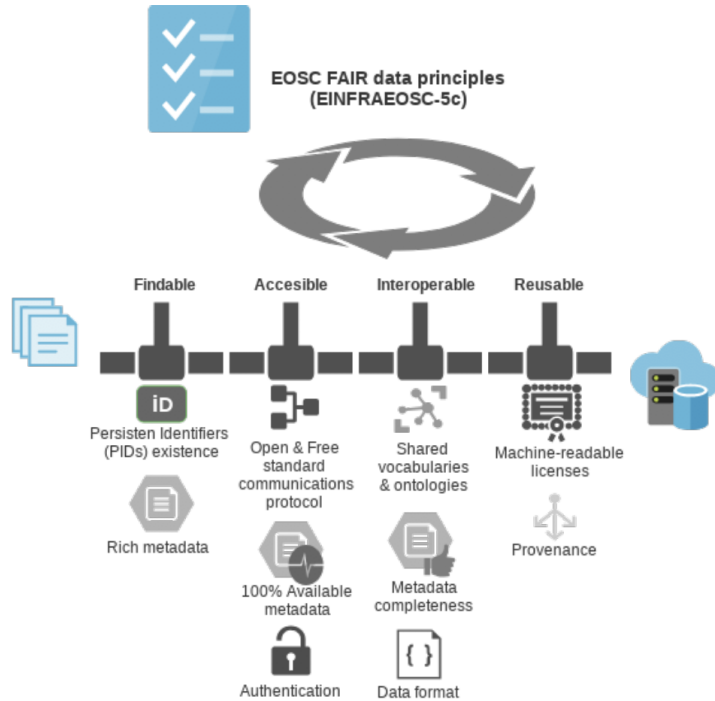 EOSC FAIR data principles
(EINFRAEOSC-5c)
Findable
Accesible
Interoperable
Reusable
iD
Persisten Identifiers
(PIDs) existence
Rich metadata
Open & Free
standard
communications
protocol
100% Available
metadata
Authentication
Shared
vocabularies
& ontologies
Metadata
completeness
{ }
Data format
Machine-readable
licenses
Provenance